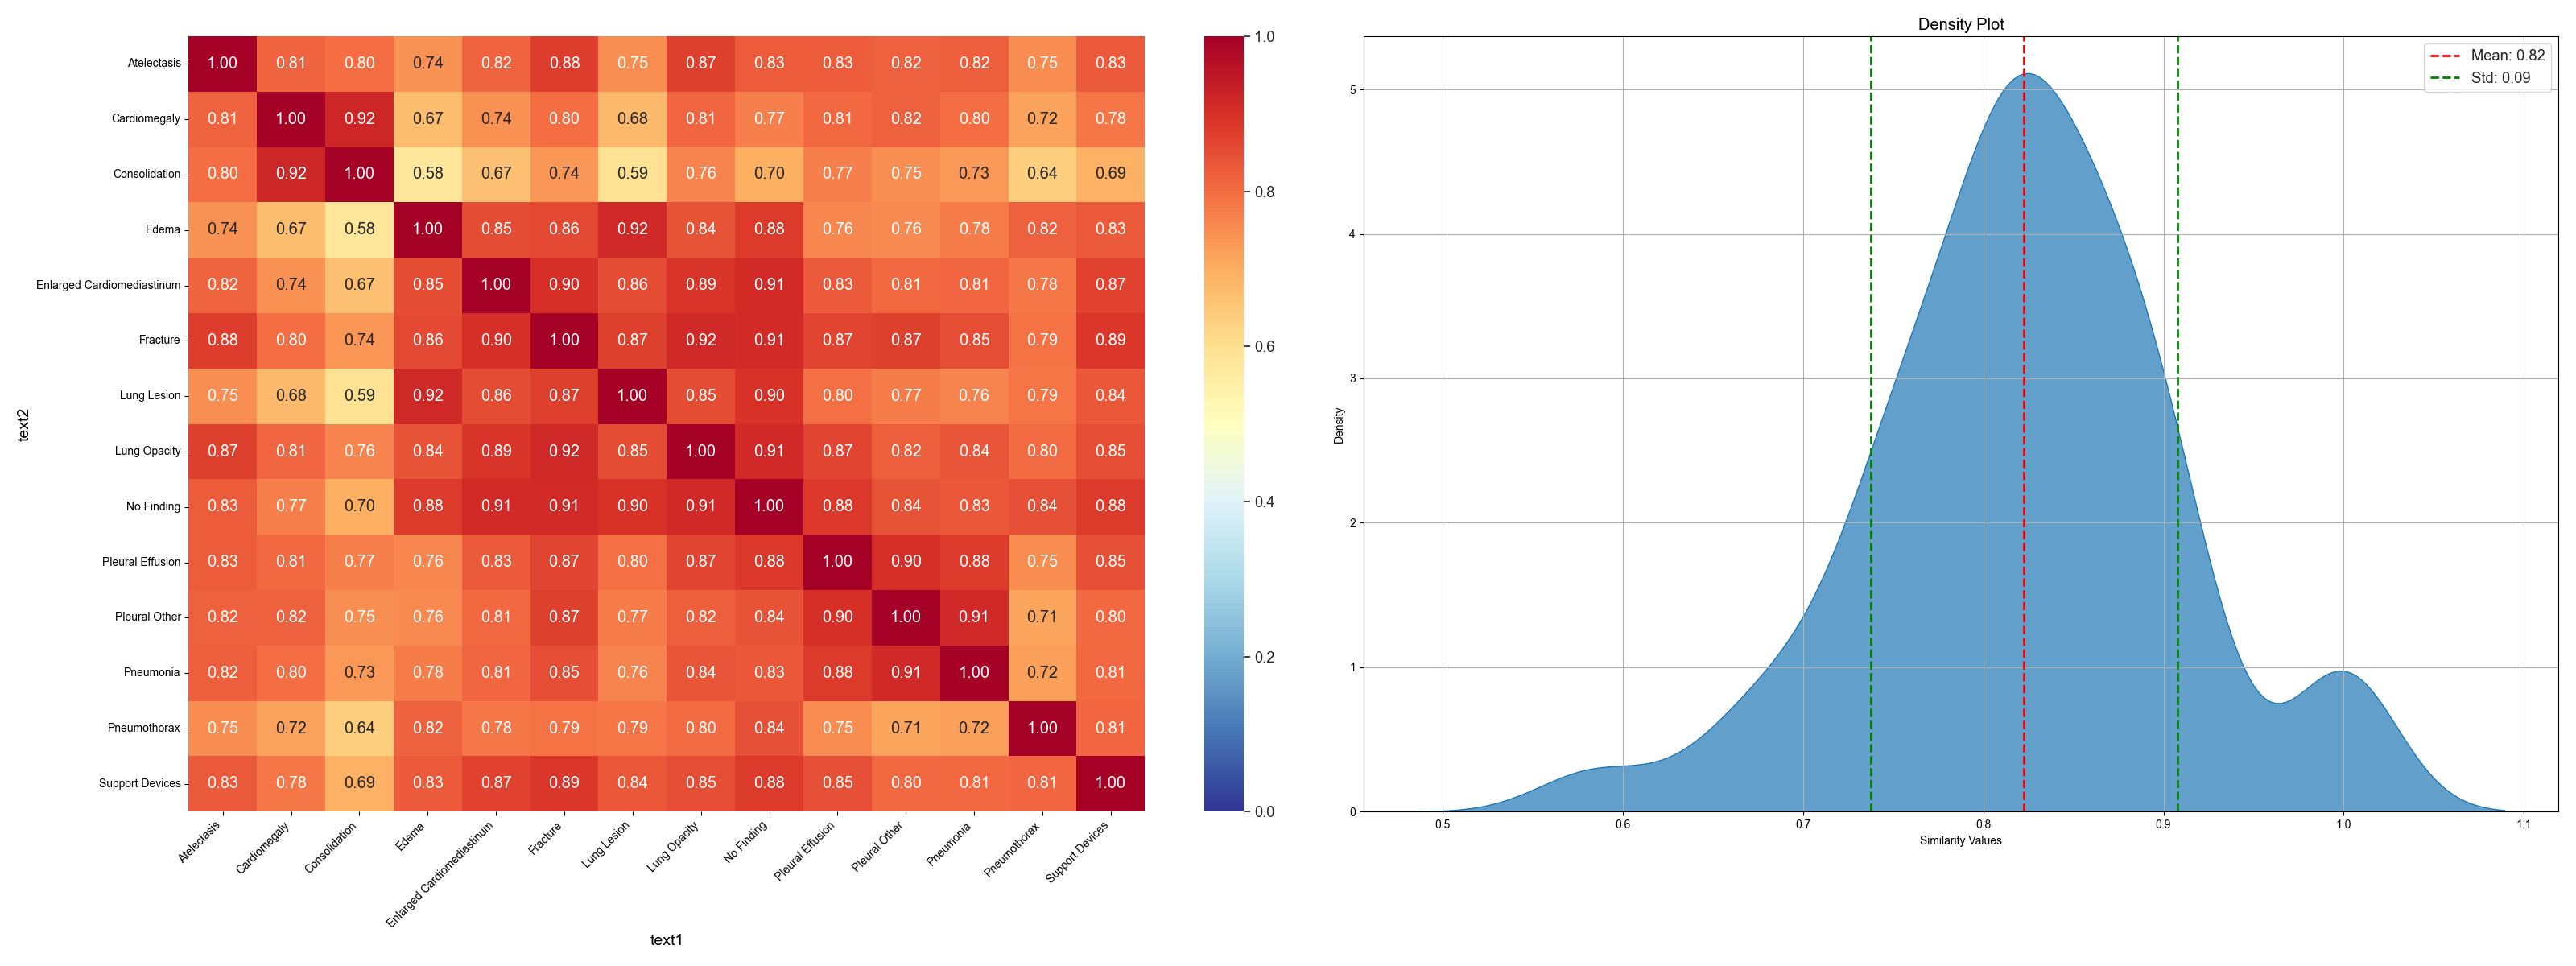 Atelectasis 1.00 0.81 0.80 0.74 0.82 0.88 0.75 0.87 0.83 0.83 0.82 0.82 0.75 0.83
Cardiomegaly 0.81 1.00 0.92 0.67 0.74 0.80 0.68 0.81 0.77 0.81 0.82 0.80 0.72 0.78
Consolidation 0.80 0.92 1.00 0.58 0.67 0.74 0.59 0.76 0.70 0.77 0.75 0.73 0.64 0.69
Edema 0.74 0.67 0.58 1.00 0.85 0.86 0.92 0.84 0.88 0.76 0.76 0.78 0.82 0.83
Enlarged Cardiomediastinum 0.82 0.74 0.67 0.85 1.00 0.90 0.86 0.89 0.91 0.83 0.81 0.81 0.78 0.87
Fracture 0.88 0.80 0.74 0.86 0.90 1.00 0.87 0.92 0.91 0.87 0.87 0.85 0.79 0.89
Lung Lesion 0.75 0.68 0.59 0.92 0.86 0.87 1.00 0.85 0.90 0.80 0.77 0.76 0.79 0.84
Lung Opacity 0.87 0.81 0.76 0.84 0.89 0.92 0.85 1.00 0.91 0.87 0.82 0.84 0.80 0.85
No Finding 0.83 0.77 0.70 0.88 0.91 0.91 0.90 0.91 1.00 0.88 0.84 0.83 0.84 0.88
Pleural Effusion 0.83 0.81 0.77 0.76 0.83 0.87 0.80 0.87 0.88 1.00 0.90 0.88 0.75 0.85
Pleural Other 0.82 0.82 0.75 0.76 0.81 0.87 0.77 0.82 0.84 0.90 1.00 0.91 0.71 0.80
Pneumonia 0.82 0.80 0.73 0.78 0.81 0.85 0.76 0.84 0.83 0.88 0.91 1.00 0.72 0.81
Pneumothorax 0.75 0.72 0.64 0.82 0.78 0.79 0.79 0.80 0.84 0.75 0.71 0.72 1.00 0.81
Support Devices 0.83 0.78 0.69 0.83 0.87 0.89 0.84 0.85 0.88 0.85 0.80 0.81 0.81 1.00
text2
Atelectasis
Cardiomegaly
Consolidation
Edema
Enlarged Cardiomediastinum
Fracture
Lung Lesion
Lung Opacity
No Finding
Pleural Effusion
Pleural Other
Pneumonia
Pneumothorax
Support Devices
text1
1.0
0.8
0.6
0.4
0.2
0.0
Density Plot
Mean: 0.82
Std: 0.09
5
4
3
2
1
0
Density
0.5 0.6 0.7 0.8 0.9 1.0 1.1
Similarity Values